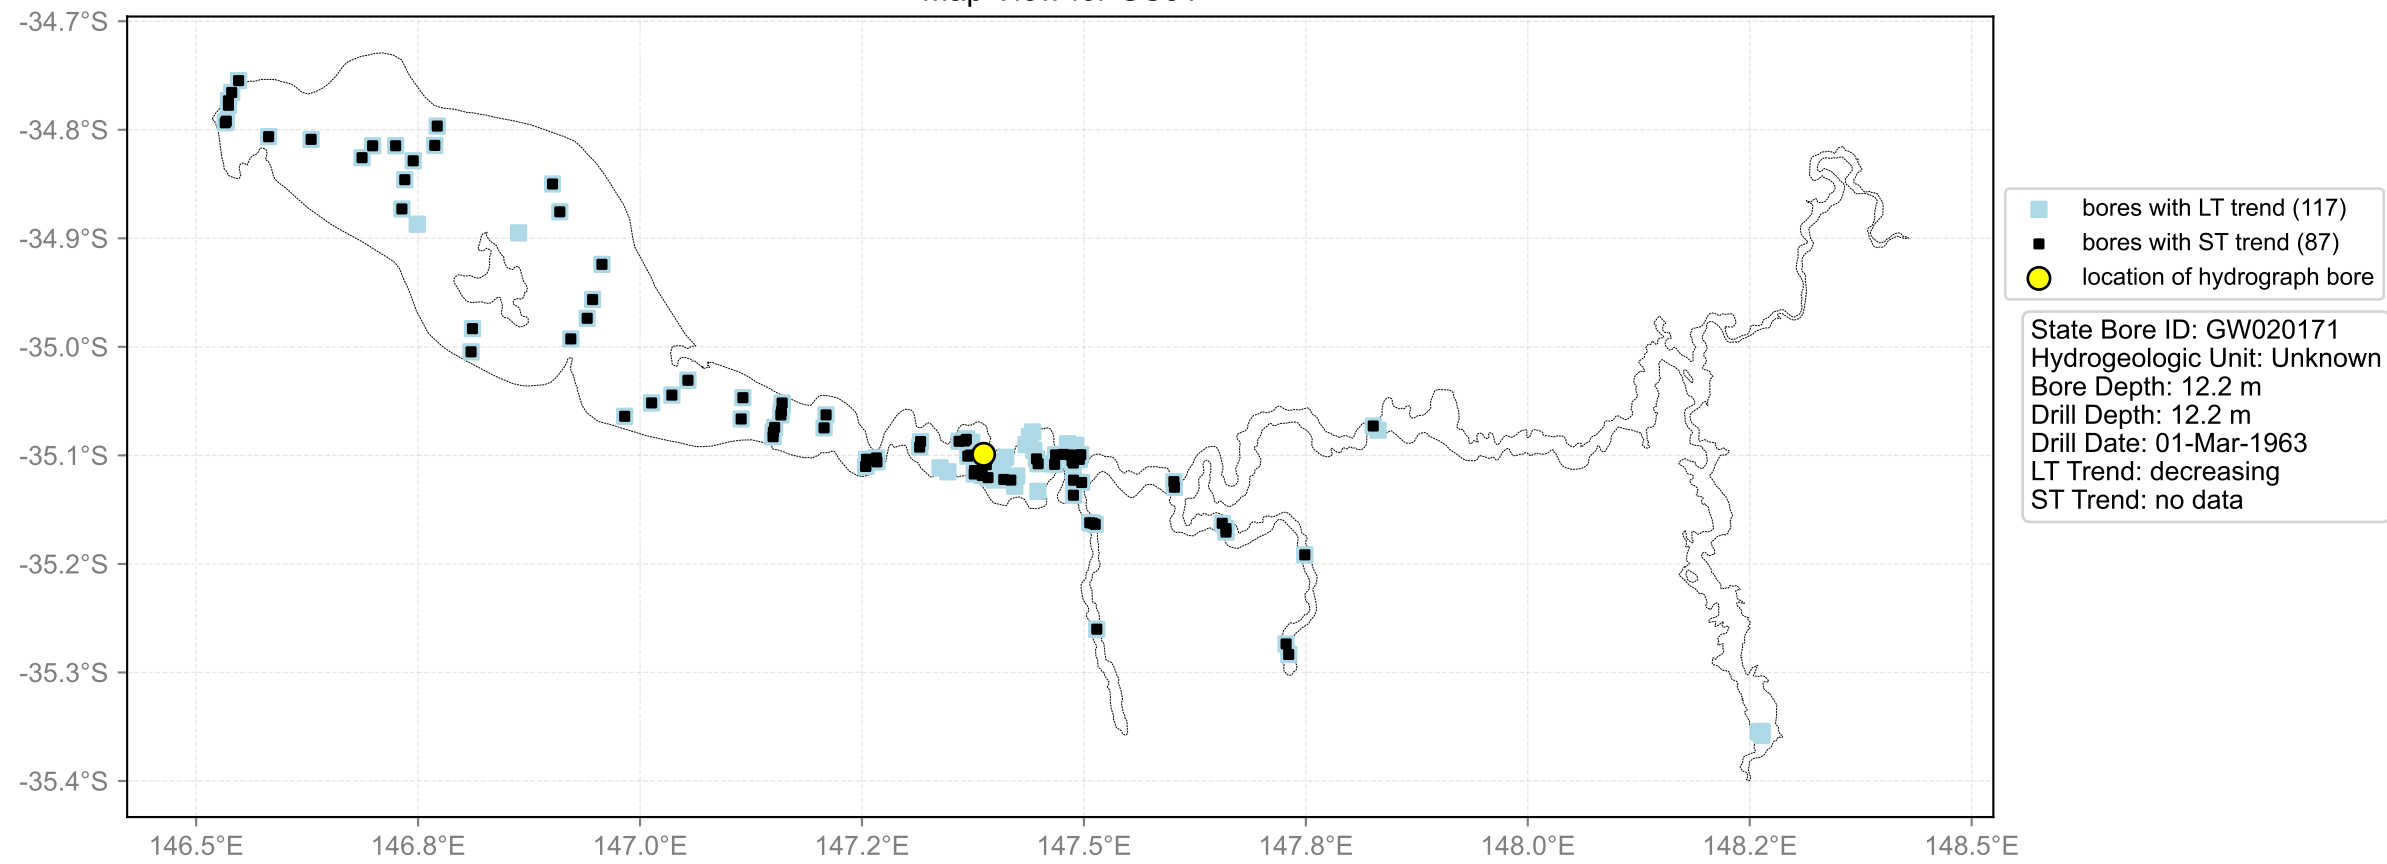 -34.7°S
-34.8°S
-34.9°S
-35.0°S
-35.1°S
-35.2°S
-35.3°S
-35.4°S
146.5°E 146.8°E 147.0°E 147.2°E 147.5°E 147.8°E 148.0°E 148.2°E 148.5°E
bores with LT trend (117)
bores with ST trend (87)
location of hydrograph bore
State Bore ID: GW020171
Hydrogeologic Unit: Unknown
Bore Depth: 12.2 m
Drill Depth: 12.2 m
Drill Date: 01-Mar-1963
LT Trend: decreasing
ST Trend: no data